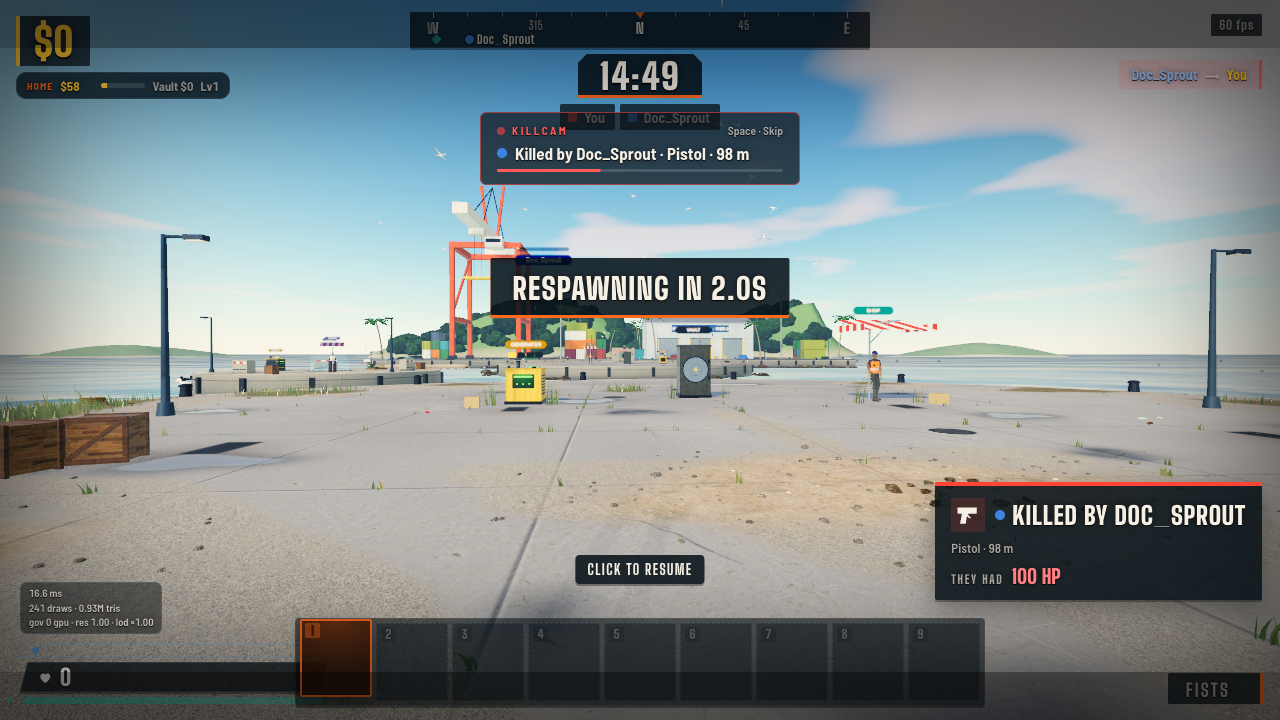 $0
HOME $58 Vault $0 Lv1
W 315 N 45 E
Doc_Sprout
60 fps
14:49
Doc_Sprout → You
You Doc_Sprout
KILLCAM Space · Skip
Killed by Doc_Sprout · Pistol · 98 m
Doc_Sprout
RESPAWNING IN 2.0S
SHOP
VAULT
GENERATOR
KILLED BY DOC_SPROUT
Pistol · 98 m
THEY HAD 100 HP
CLICK TO RESUME
16.6 ms
241 draws · 0.93M tris
gov 0 gpu · res 1.00 · lod ×1.00
1 2 3 4 5 6 7 8 9
0
FISTS